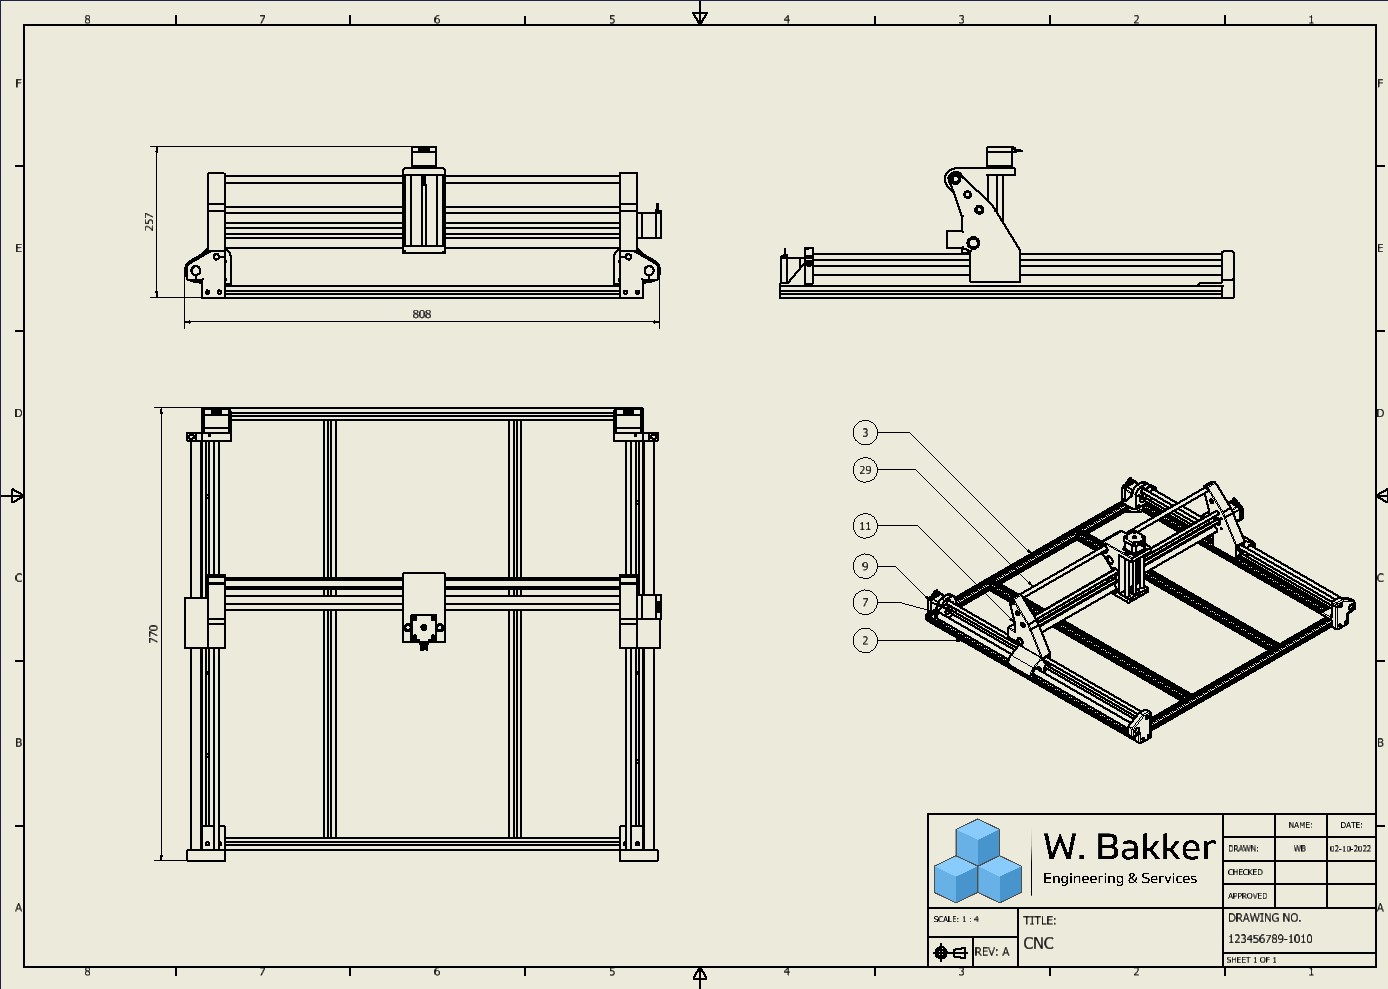 8 7 6 5 4 3 2 1
F F
257
E E
808
D D
3
29
11
C C
9
7
2
770
B B
W. Bakker
Engineering & Services
NAME: DATE:
DRAWN: WB 02-10-2022
CHECKED
APPROVED
A A
SCALE: 1 : 4
TITLE:
CNC
REV: A
DRAWING NO.
123456789-1010
SHEET 1 OF 1
8 7 6 5 4 3 2 1